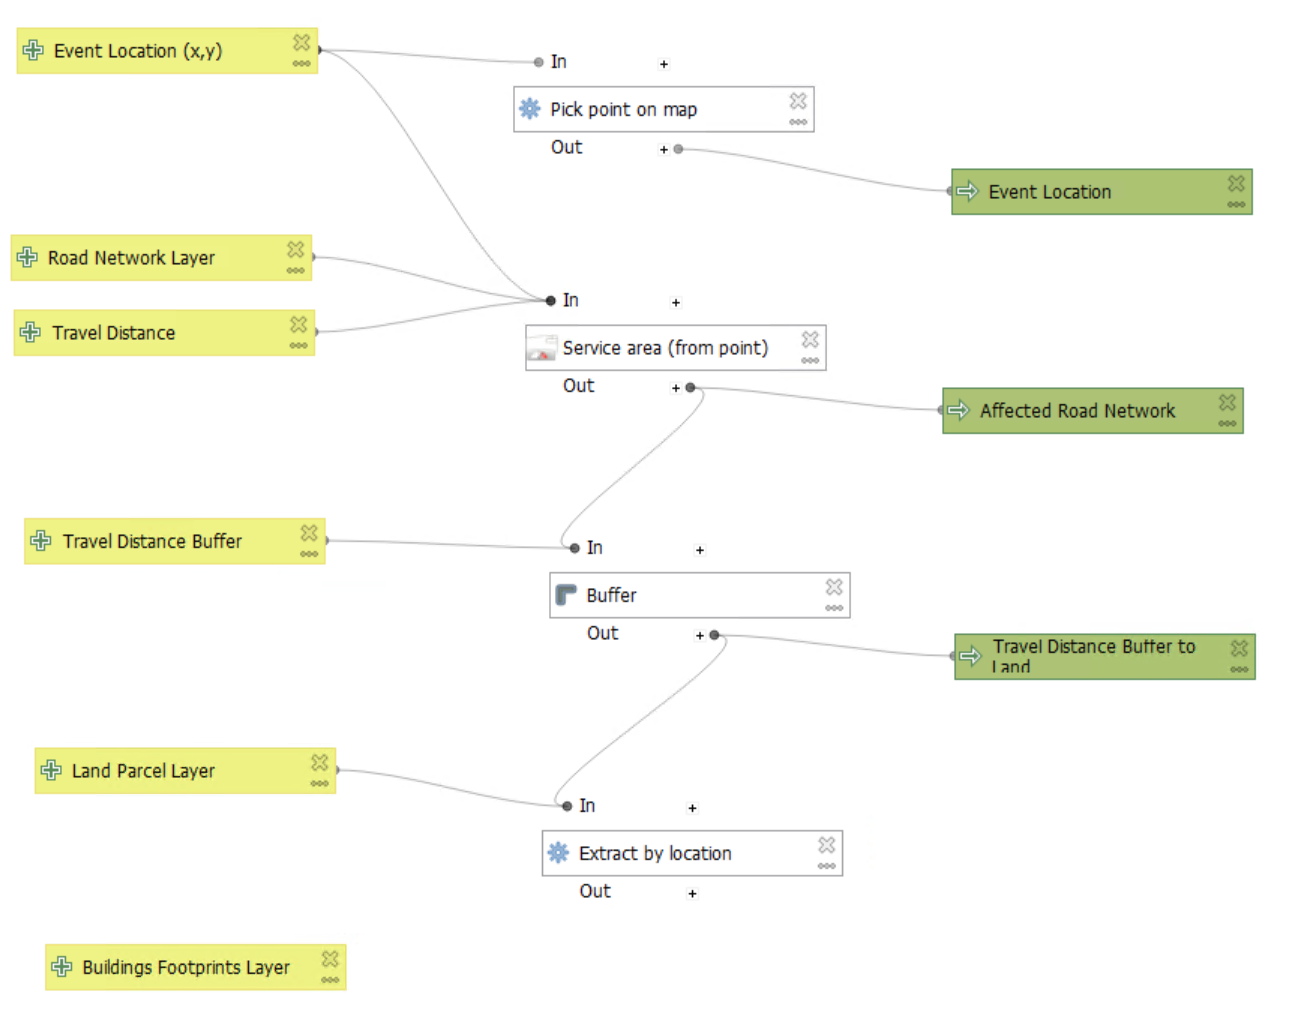 Event Location (x,y)
In
+
Pick point on map
Out
+
Event Location
Road Network Layer
In
+
Travel Distance
Service area (from point)
Out
+
Affected Road Network
Travel Distance Buffer
In
+
Buffer
Out
+
Travel Distance Buffer to
Land
Land Parcel Layer
In
+
Extract by location
Out
+
Buildings Footprints Layer